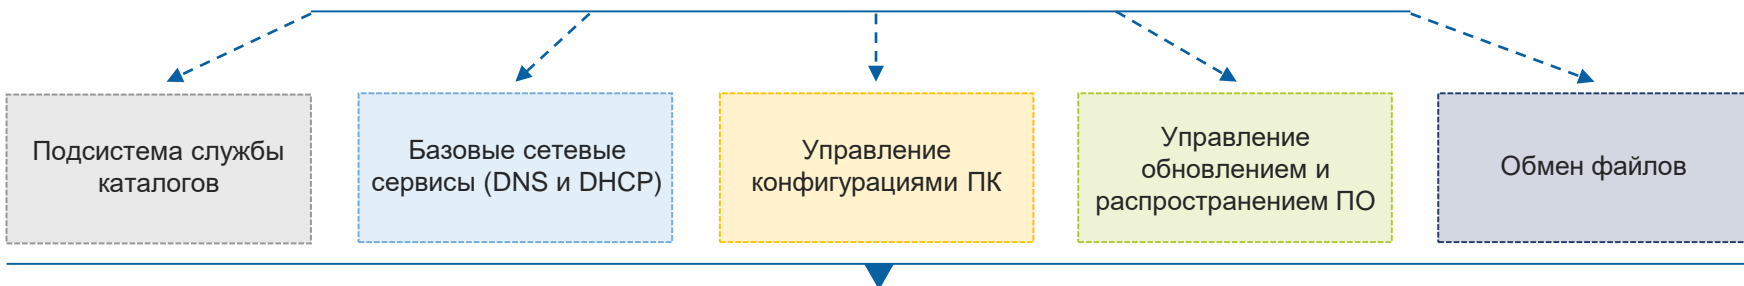 Подсистема службы
каталогов
Базовые сетевые
сервисы (DNS и DHCP)
Управление
конфигурациями ПК
Управление
обновлением и
распространением ПО
Обмен файлов